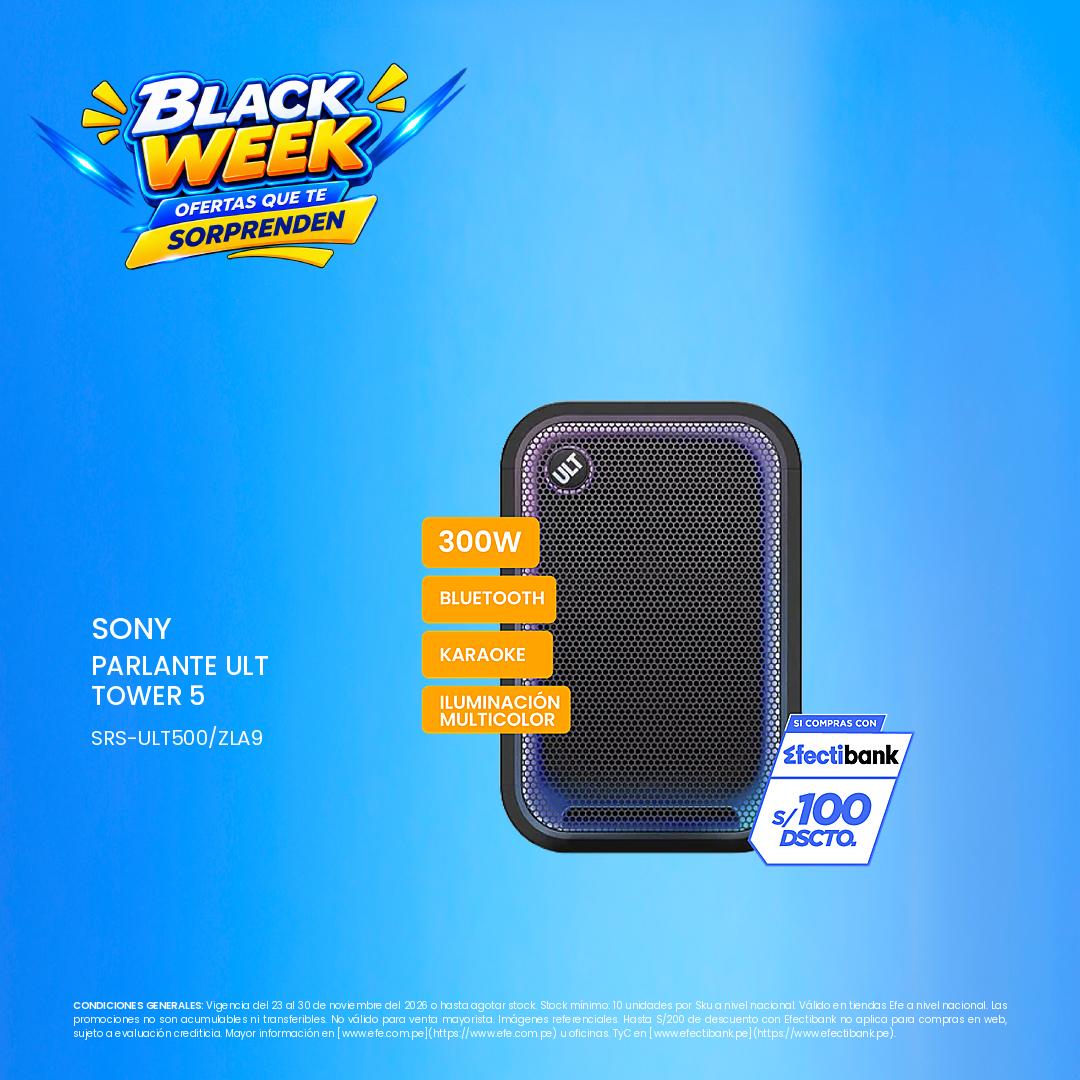 BLACK
WEEK
OFERTAS QUE TE
SORPRENDEN
ULT
300W
BLUETOOTH
KARAOKE
ILUMINACIÓN
MULTICOLOR
SONY
PARLANTE ULT
TOWER 5
SRS-ULT500/ZLA9
SI COMPRAS CON
Efectibank
S/100
DSCTO.
CONDICIONES GENERALES: Vigencia del 23 al 30 de noviembre del 2026 o hasta agotar stock. Stock mínimo: 10 unidades por Sku a nivel nacional. Válido en tiendas Efe a nivel nacional. Las
promociones no son acumulables ni transferibles. No válido para venta mayorista. Imágenes referenciales. Hasta S/200 de descuento con Efectibank no aplica para compras en web,
sujeto a evaluación crediticia. Mayor información en [www.efe.com.pe](https://www.efe.com.pe) u oficinas. TyC en [www.efectibank.pe](https://www.efectibank.pe).